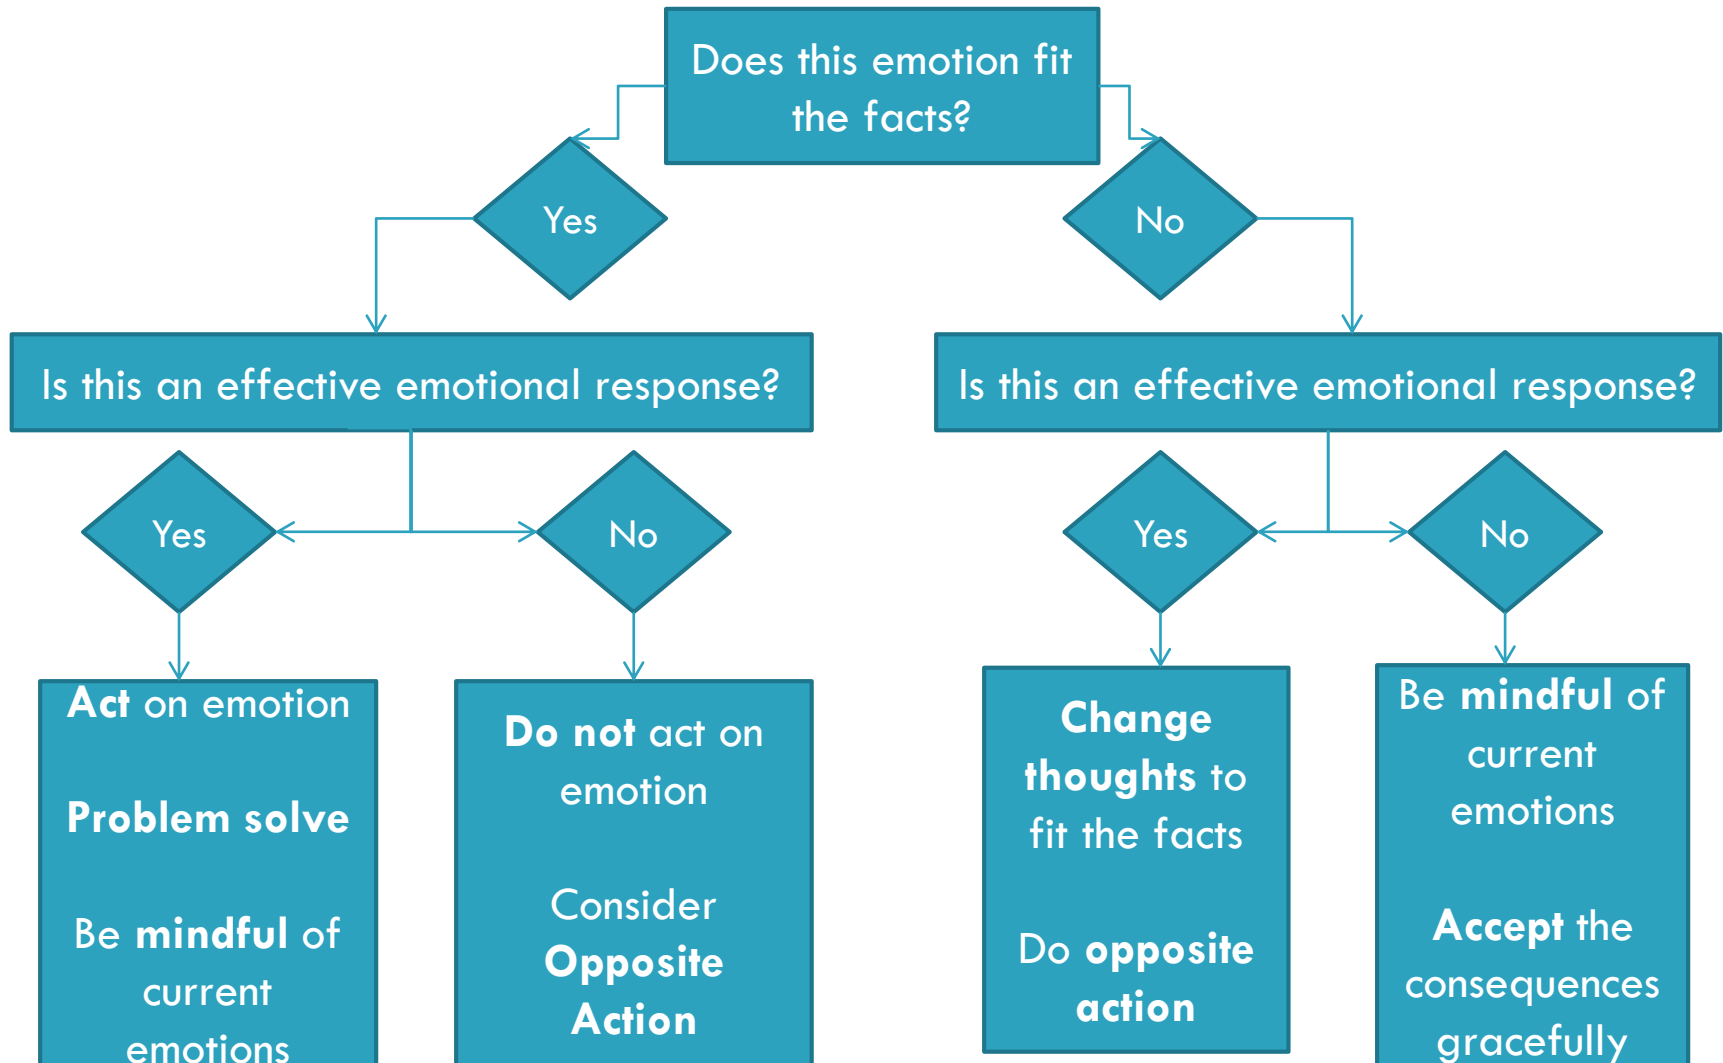 Does this emotion fit
the facts?
Yes
No
Is this an effective emotional response?
Is this an effective emotional response?
Yes
No
Yes
No
Act on emotion
Problem solve
Be mindful of
current
emotions
Do not act on
emotion
Consider
Opposite
Action
Change
thoughts to
fit the facts
Do opposite
action
Be mindful of
current
emotions
Accept the
consequences
gracefully